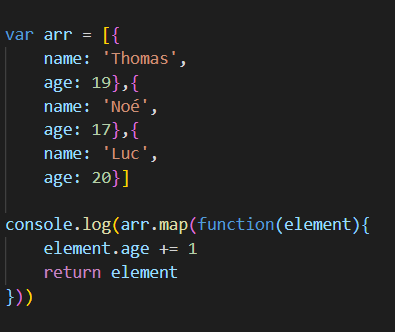 var arr = [{
    name: 'Thomas',
    age: 19},{
    name: 'Noé',
    age: 17},{
    name: 'Luc',
    age: 20}]

console.log(arr.map(function(element){
    element.age += 1
    return element
}))